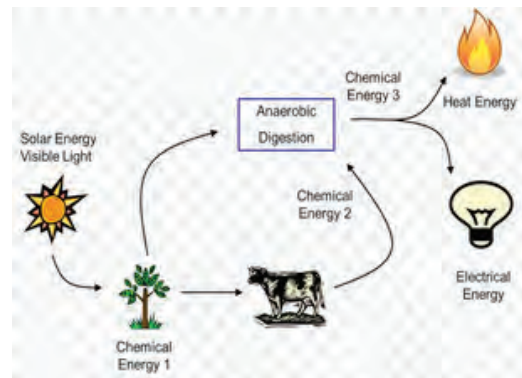 Solar Energy
Visible Light
Chemical
Energy 1
Anaerobic
Digestion
Chemical
Energy 2
Chemical
Energy 3
Heat Energy
Electrical
Energy